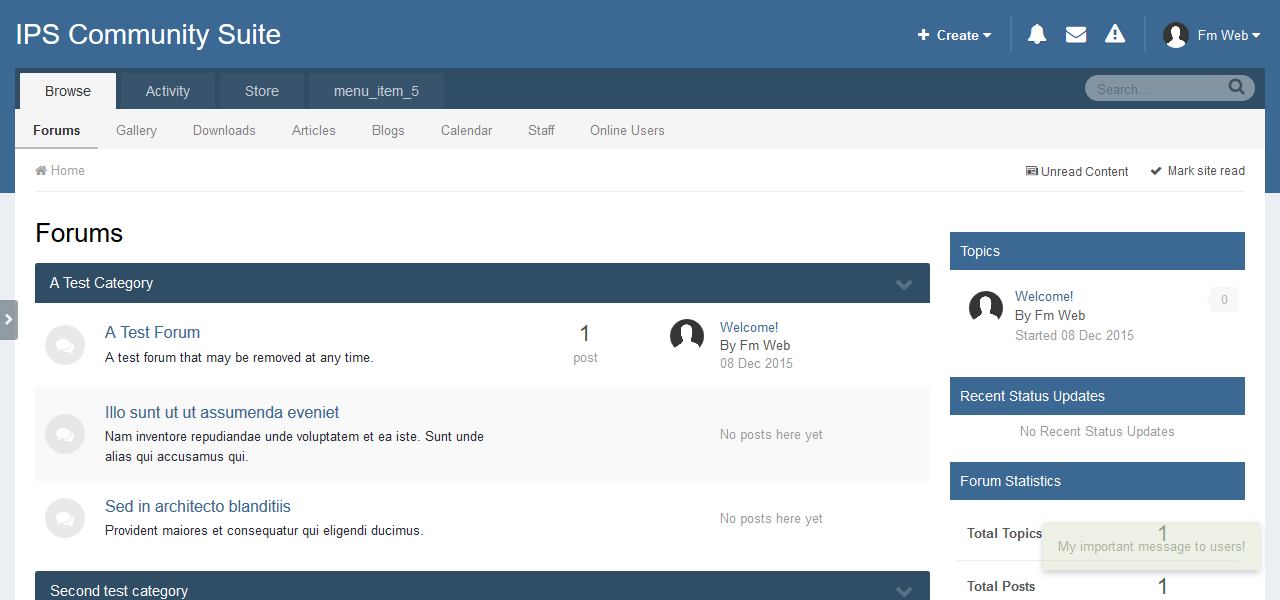 IPS Community Suite
Create
Fm Web
Browse
Activity
Store
menu_item_5
Search...
Forums
Gallery
Downloads
Articles
Blogs
Calendar
Staff
Online Users
Home
Unread Content
Mark site read
Forums
A Test Category
A Test Forum
A test forum that may be removed at any time.
1
post
Welcome!
By Fm Web
08 Dec 2015
Illo sunt ut ut assumenda eveniet
Nam inventore repudiandae unde voluptatem et ea iste. Sunt unde
alias qui accusamus qui.
No posts here yet
Sed in architecto blanditiis
Provident maiores et consequatur qui eligendi ducimus.
No posts here yet
Second test category
Topics
Welcome!
By Fm Web
Started 08 Dec 2015
0
Recent Status Updates
No Recent Status Updates
Forum Statistics
Total Topics
1
My important message to users!
Total Posts
1